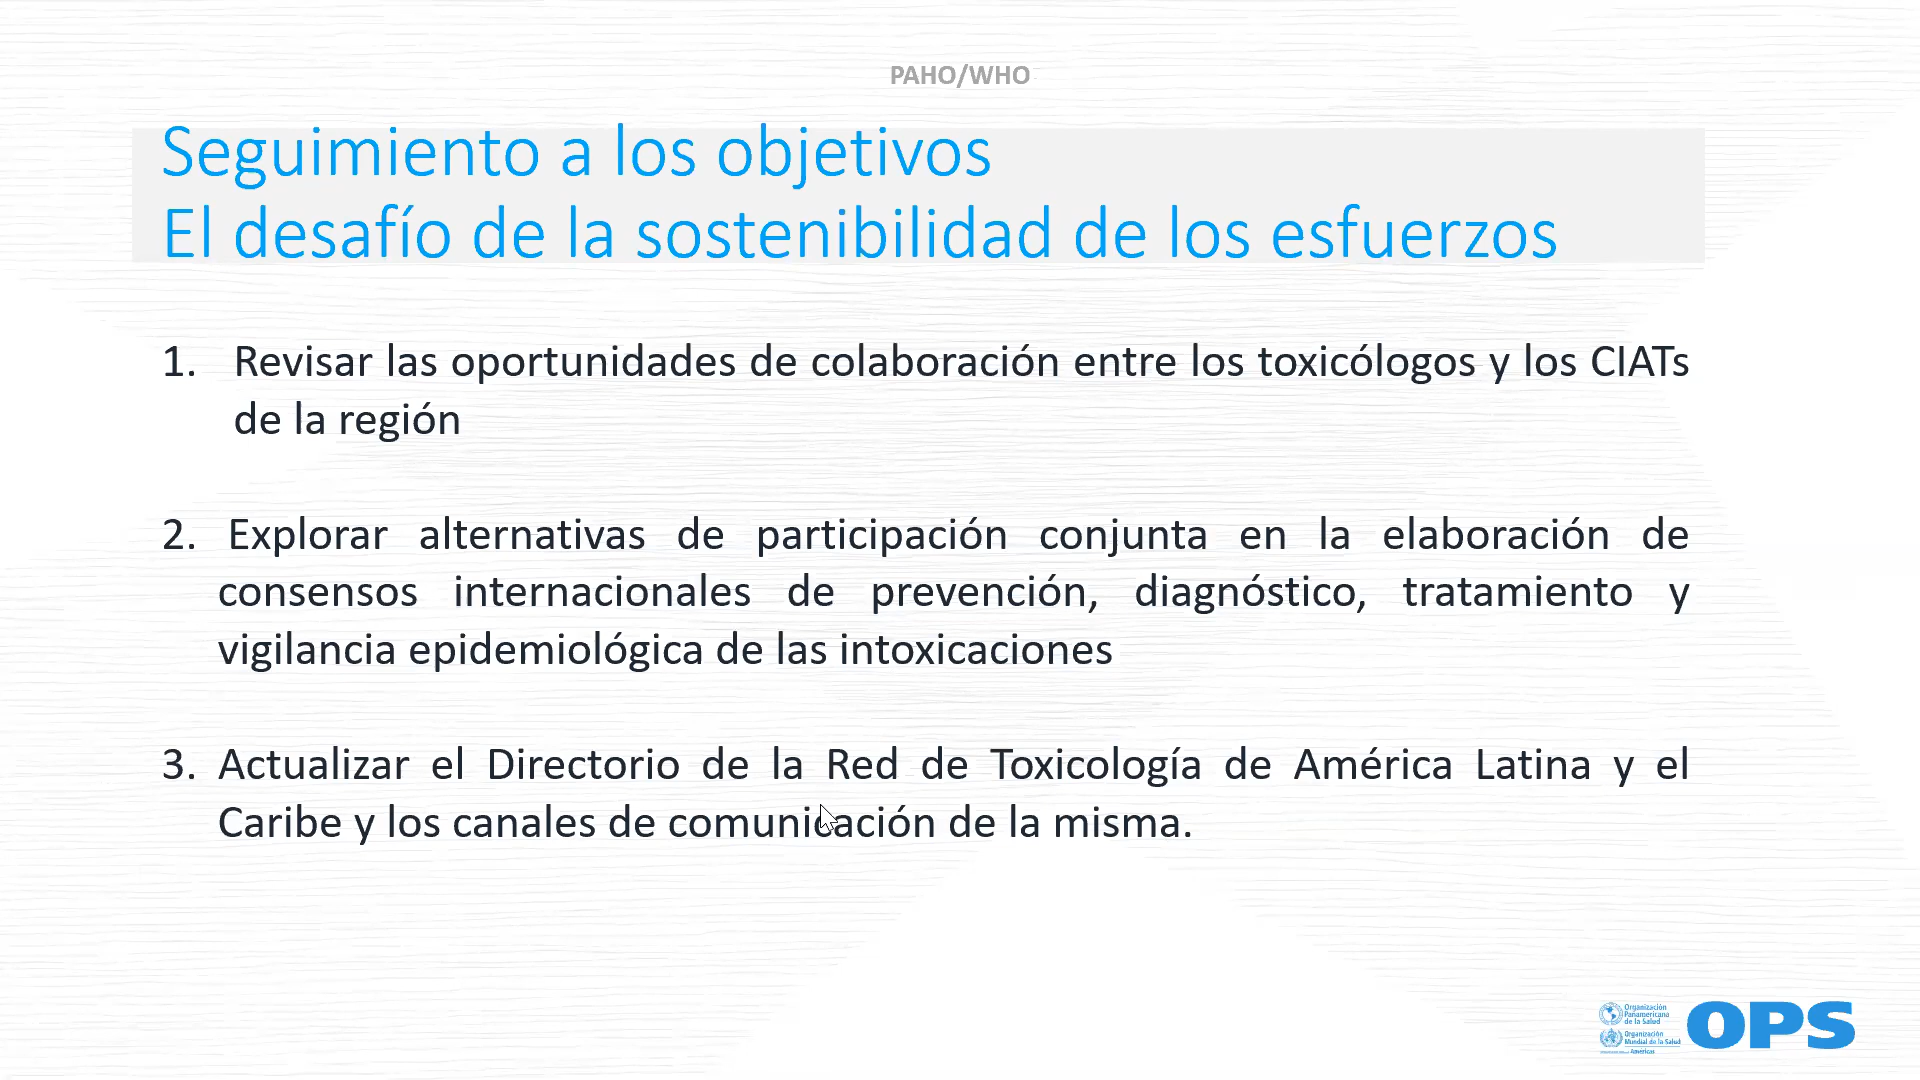 PAHO/WHO
Seguimiento a los objetivos
El desafío de la sostenibilidad de los esfuerzos
1. Revisar las oportunidades de colaboración entre los toxicólogos y los CIATs
de la región
2. Explorar alternativas de participación conjunta en la elaboración de
consensos internacionales de prevención, diagnóstico, tratamiento y
vigilancia epidemiológica de las intoxicaciones
3. Actualizar el Directorio de la Red de Toxicología de América Latina y el
Caribe y los canales de comunicación de la misma.
Organización
Panamericana
de la Salud
Organización
Mundial de la Salud
Américas
OPS